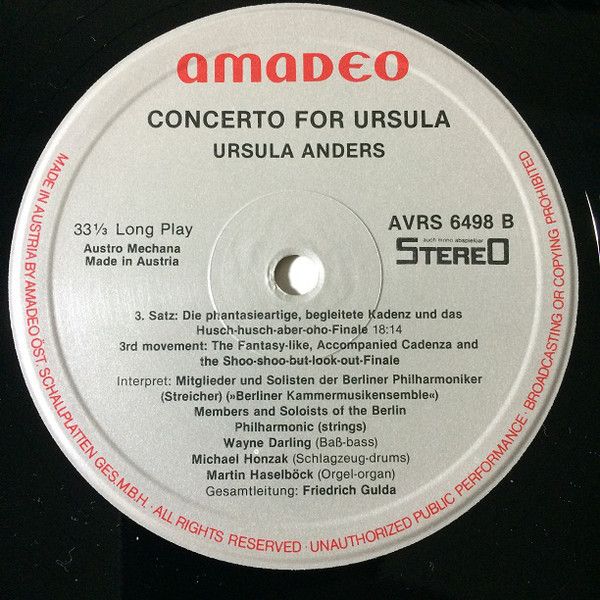 amaDEO
CONCERTO FOR URSULA
URSULA ANDERS
33⅓ Long Play
Austro Mechana
Made in Austria
AVRS 6498 B
auch mono abspielbar
STEREO
3. Satz: Die phantasieartige, begleitete Kadenz und das
Husch-husch-aber-oho-Finale 18:14
3rd movement: The Fantasy-like, Accompanied Cadenza and
the Shoo-shoo-but-look-out-Finale
Interpret: Mitglieder und Solisten der Berliner Philharmoniker
(Streicher) (»Berliner Kammermusikensemble«)
Members and Soloists of the Berlin
Philharmonic (strings)
Wayne Darling (Baß-bass)
Michael Honzak (Schlagzeug-drums)
Martin Haselböck (Orgel-organ)
Gesamtleitung: Friedrich Gulda
MADE IN AUSTRIA BY AMADEO ÖST. SCHALLPLATTEN GES.M.B.H. · ALL RIGHTS RESERVED · UNAUTHORIZED PUBLIC PERFORMANCE · BROADCASTING OR COPYING PROHIBITED